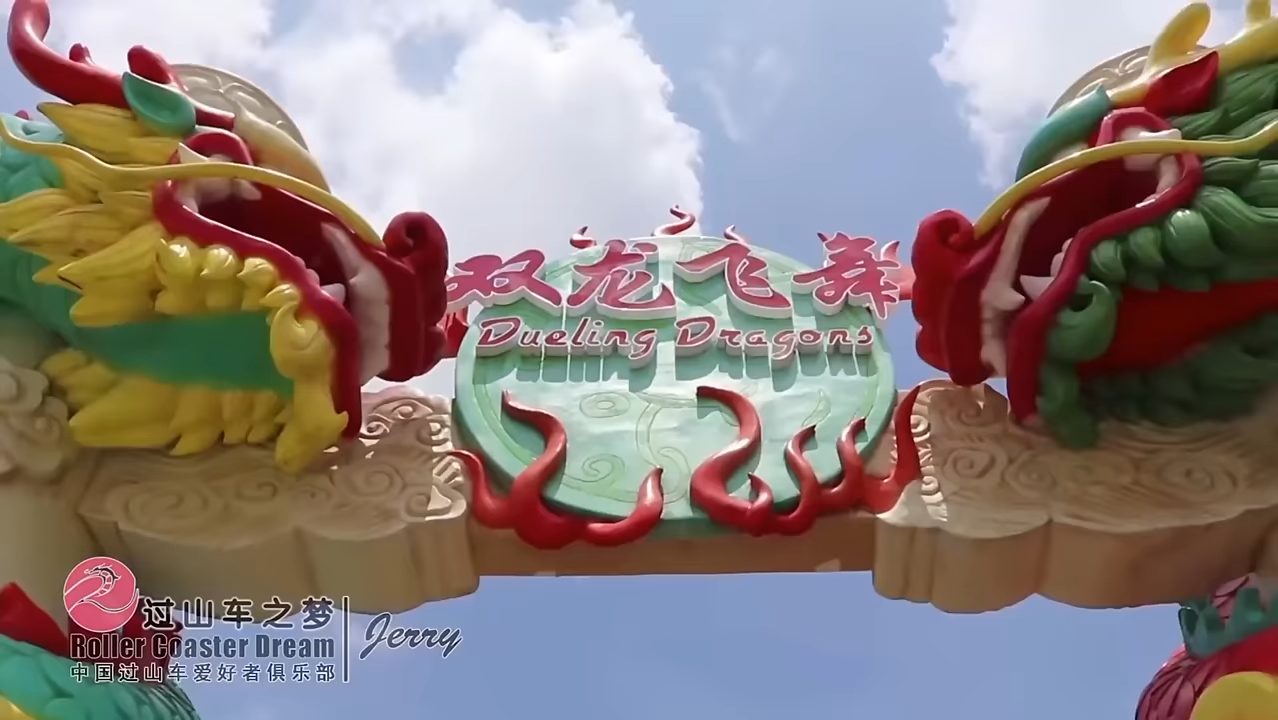 双龙飞舞
Dueling Dragons
过山车之梦
Roller Coaster Dream
中国过山车爱好者俱乐部
Jerry